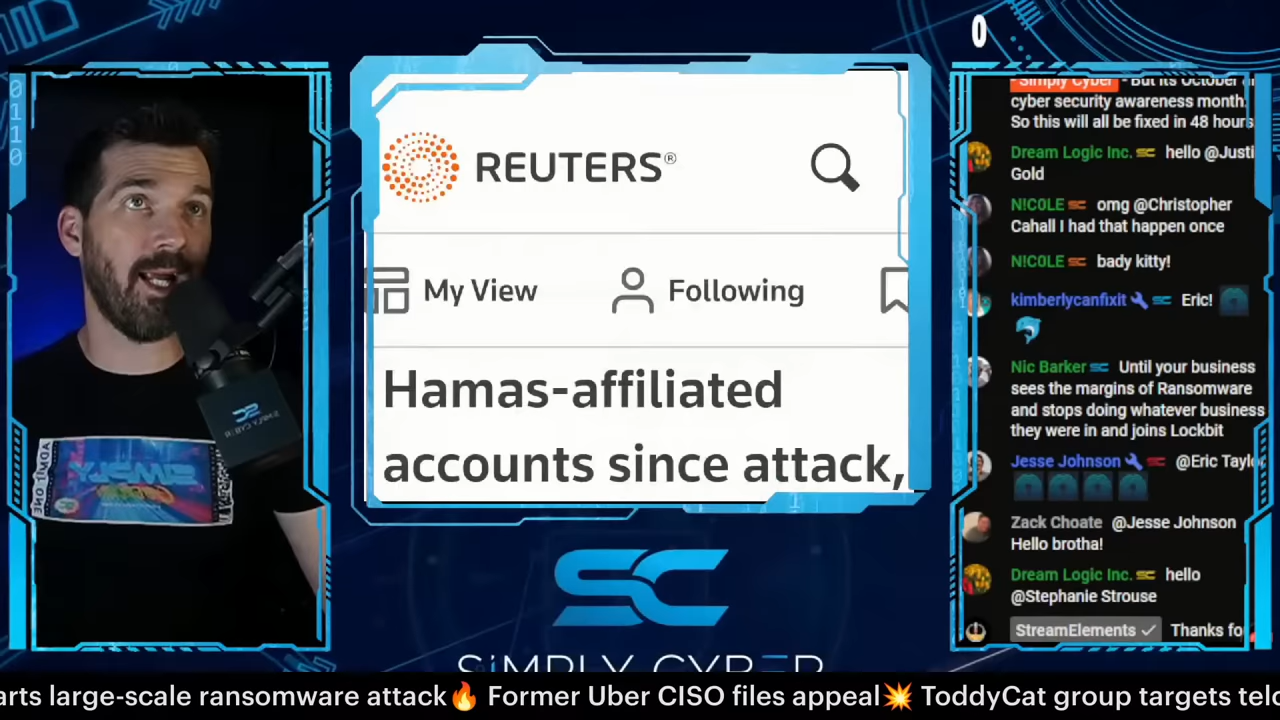 0
REUTERS®
My View
Following
Hamas-affiliated
accounts since attack,
SC
SIMPLY CYBER
- Simply Cyber - But its October
cyber security awareness month.
So this will all be fixed in 48 hours
Dream Logic Inc. hello @Justi
Gold
N!C0LE omg @Christopher
Cahall I had that happen once
N!C0LE bady kitty!
kimberlycanfixit Eric!
Nic Barker Until your business
sees the margins of Ransomware
and stops doing whatever business
they were in and joins Lockbit
Jesse Johnson @Eric Taylo
Zack Choate @Jesse Johnson
Hello brotha!
Dream Logic Inc. hello
@Stephanie Strouse
StreamElements Thanks fo
arts large-scale ransomware attack🔥 Former Uber CISO files appeal💥 ToddyCat group targets telc